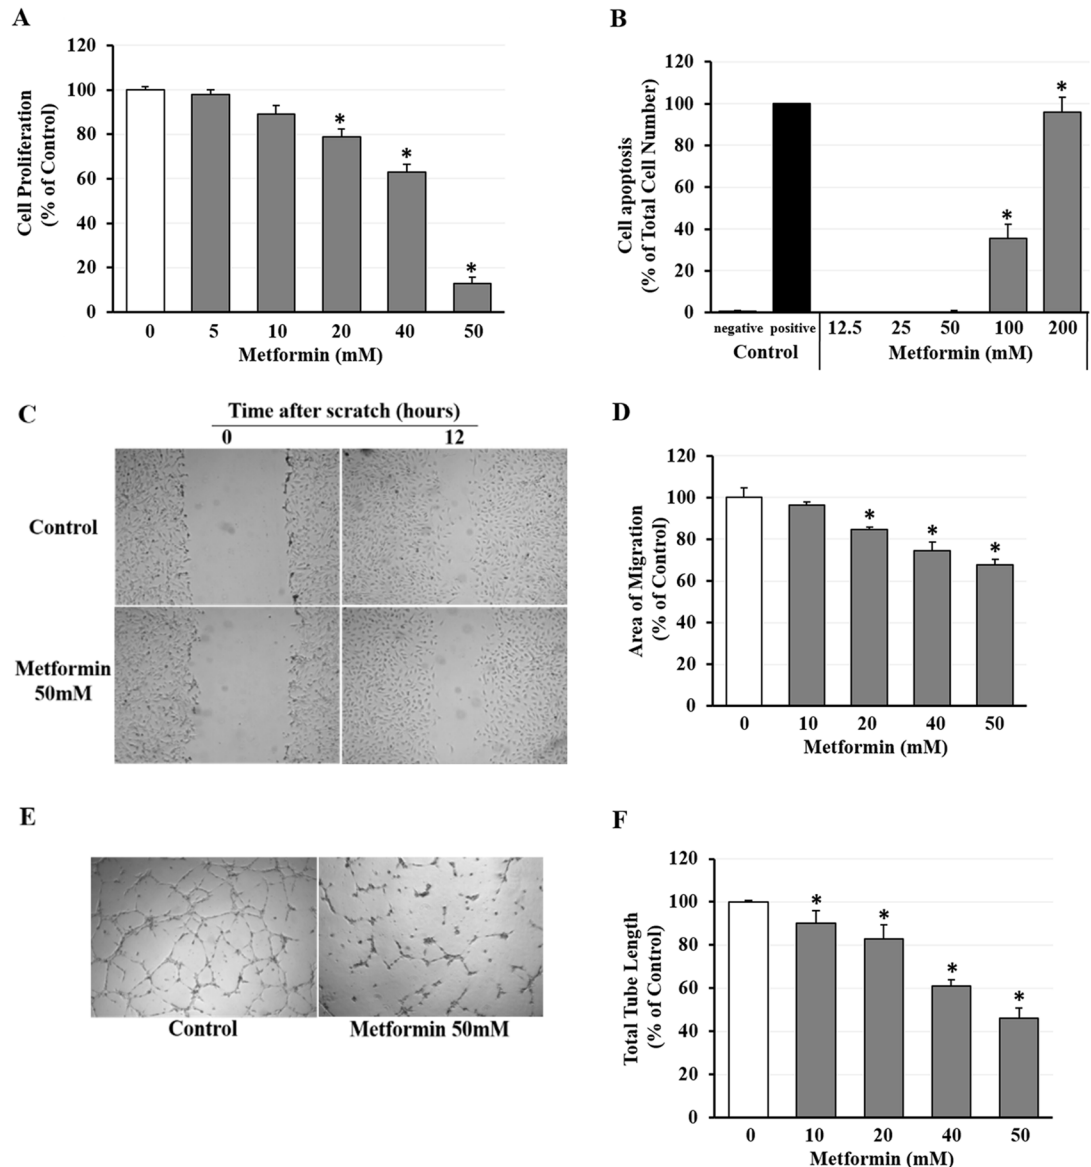 A
Cell Proliferation
(% of Control)
120
100
80
60
40
20
0
*
*
*
0 5 10 20 40 50
Metformin (mM)
B
Cell apoptosis
(% of Total Cell Number)
120
100
80
60
40
20
0
*
*
negative positive 12.5 25 50 100 200
Control Metformin (mM)
C
Time after scratch (hours)
0 12
Control
Metformin
50mM
D
Area of Migration
(% of Control)
120
100
80
60
40
20
0
*
*
*
0 10 20 40 50
Metformin (mM)
E
Control Metformin 50mM
F
Total Tube Length
(% of Control)
120
100
80
60
40
20
0
*
*
*
*
0 10 20 40 50
Metformin (mM)